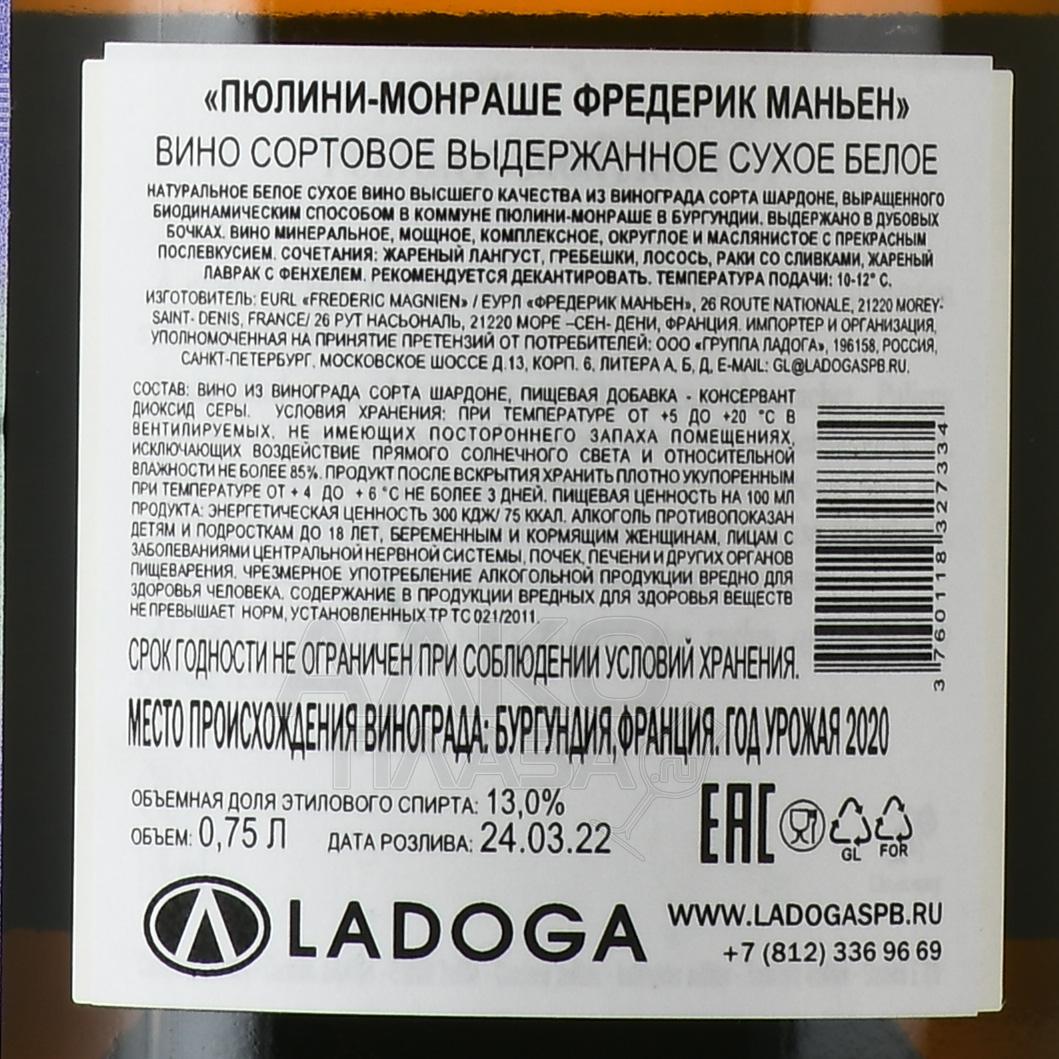 «ПЮЛИНИ-МОНРАШЕ ФРЕДЕРИК МАНЬЕН»
ВИНО СОРТОВОЕ ВЫДЕРЖАННОЕ СУХОЕ БЕЛОЕ
НАТУРАЛЬНОЕ БЕЛОЕ СУХОЕ ВИНО ВЫСШЕГО КАЧЕСТВА ИЗ ВИНОГРАДА СОРТА ШАРДОНЕ, ВЫРАЩЕННОГО
БИОДИНАМИЧЕСКИМ СПОСОБОМ В КОММУНЕ ПЮЛИНИ-МОНРАШЕ В БУРГУНДИИ. ВЫДЕРЖАНО В ДУБОВЫХ
БОЧКАХ. ВИНО МИНЕРАЛЬНОЕ, МОЩНОЕ, КОМПЛЕКСНОЕ, ОКРУГЛОЕ И МАСЛЯНИСТОЕ С ПРЕКРАСНЫМ
ПОСЛЕВКУСИЕМ. СОЧЕТАНИЯ: ЖАРЕНЫЙ ЛАНГУСТ, ГРЕБЕШКИ, ЛОСОСЬ, РАКИ СО СЛИВКАМИ, ЖАРЕНЫЙ
ЛАВРАК С ФЕНХЕЛЕМ. РЕКОМЕНДУЕТСЯ ДЕКАНТИРОВАТЬ. ТЕМПЕРАТУРА ПОДАЧИ: 10-12° С.
ИЗГОТОВИТЕЛЬ: EURL «FREDERIC MAGNIEN» / ЕУРЛ «ФРЕДЕРИК МАНЬЕН», 26 ROUTE NATIONALE, 21220 MOREY-
SAINT- DENIS, FRANCE/ 26 РУТ НАСЬОНАЛЬ, 21220 МОРЕ –СЕН- ДЕНИ, ФРАНЦИЯ. ИМПОРТЕР И ОРГАНИЗАЦИЯ,
УПОЛНОМОЧЕННАЯ НА ПРИНЯТИЕ ПРЕТЕНЗИЙ ОТ ПОТРЕБИТЕЛЕЙ: ООО «ГРУППА ЛАДОГА», 196158, РОССИЯ,
САНКТ-ПЕТЕРБУРГ, МОСКОВСКОЕ ШОССЕ Д.13, КОРП. 6, ЛИТЕРА А, Б, Д, E-MAIL: GL@LADOGASPB.RU.
СОСТАВ: ВИНО ИЗ ВИНОГРАДА СОРТА ШАРДОНЕ, ПИЩЕВАЯ ДОБАВКА - КОНСЕРВАНТ
ДИОКСИД СЕРЫ. УСЛОВИЯ ХРАНЕНИЯ: ПРИ ТЕМПЕРАТУРЕ ОТ +5 ДО +20 °С В
ВЕНТИЛИРУЕМЫХ, НЕ ИМЕЮЩИХ ПОСТОРОННЕГО ЗАПАХА ПОМЕЩЕНИЯХ,
ИСКЛЮЧАЮЩИХ ВОЗДЕЙСТВИЕ ПРЯМОГО СОЛНЕЧНОГО СВЕТА И ОТНОСИТЕЛЬНОЙ
ВЛАЖНОСТИ НЕ БОЛЕЕ 85%. ПРОДУКТ ПОСЛЕ ВСКРЫТИЯ ХРАНИТЬ ПЛОТНО УКУПОРЕННЫМ
ПРИ ТЕМПЕРАТУРЕ ОТ + 4 ДО + 6 °С НЕ БОЛЕЕ 3 ДНЕЙ. ПИЩЕВАЯ ЦЕННОСТЬ НА 100 МЛ
ПРОДУКТА: ЭНЕРГЕТИЧЕСКАЯ ЦЕННОСТЬ 300 КДЖ/ 75 ККАЛ. АЛКОГОЛЬ ПРОТИВОПОКАЗАН
ДЕТЯМ И ПОДРОСТКАМ ДО 18 ЛЕТ, БЕРЕМЕННЫМ И КОРМЯЩИМ ЖЕНЩИНАМ, ЛИЦАМ С
ЗАБОЛЕВАНИЯМИ ЦЕНТРАЛЬНОЙ НЕРВНОЙ СИСТЕМЫ, ПОЧЕК, ПЕЧЕНИ И ДРУГИХ ОРГАНОВ
ПИЩЕВАРЕНИЯ. ЧРЕЗМЕРНОЕ УПОТРЕБЛЕНИЕ АЛКОГОЛЬНОЙ ПРОДУКЦИИ ВРЕДНО ДЛЯ
ЗДОРОВЬЯ ЧЕЛОВЕКА. СОДЕРЖАНИЕ В ПРОДУКЦИИ ВРЕДНЫХ ДЛЯ ЗДОРОВЬЯ ВЕЩЕСТВ
НЕ ПРЕВЫШАЕТ НОРМ, УСТАНОВЛЕННЫХ ТР ТС 021/2011.
3 760118 327334
СРОК ГОДНОСТИ НЕ ОГРАНИЧЕН ПРИ СОБЛЮДЕНИИ УСЛОВИЙ ХРАНЕНИЯ.
МЕСТО ПРОИСХОЖДЕНИЯ ВИНОГРАДА: БУРГУНДИЯ, ФРАНЦИЯ. ГОД УРОЖАЯ 2020
АЛКО
ПЛАЗА.ru
ОБЪЕМНАЯ ДОЛЯ ЭТИЛОВОГО СПИРТА: 13,0%
ОБЪЕМ: 0,75 Л ДАТА РОЗЛИВА: 24.03.22
EAC
GL FOR
LADOGA
WWW.LADOGASPB.RU
+7 (812) 336 96 69